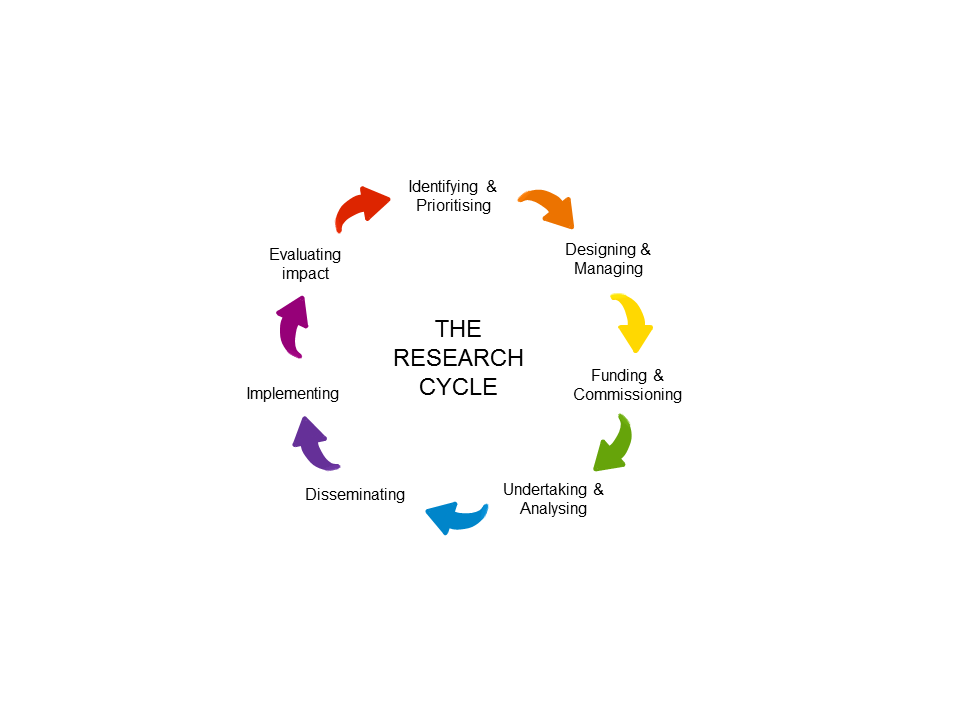 Identifying &
Prioritising
Designing &
Managing
Funding &
Commissioning
Undertaking &
Analysing
Disseminating
Implementing
Evaluating
impact
THE
RESEARCH
CYCLE